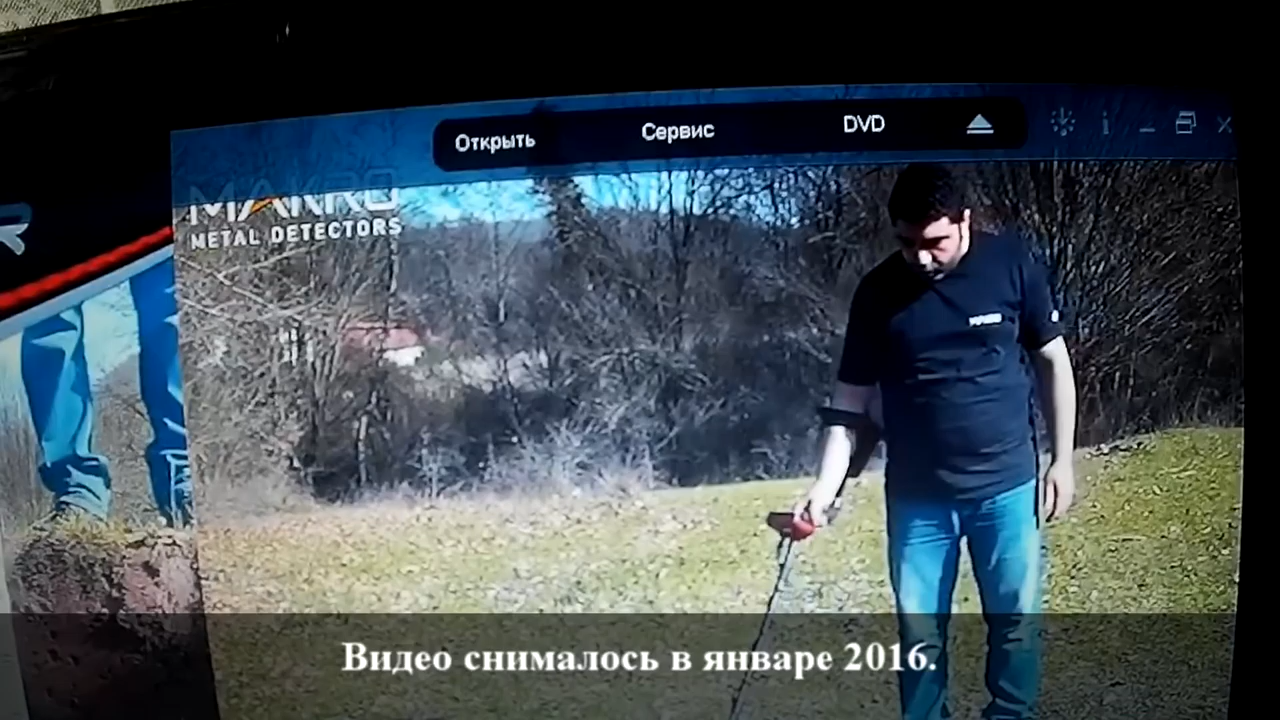 Открыть
Сервис
DVD
MAKRO
METAL DETECTORS
Видео снималось в январе 2016.